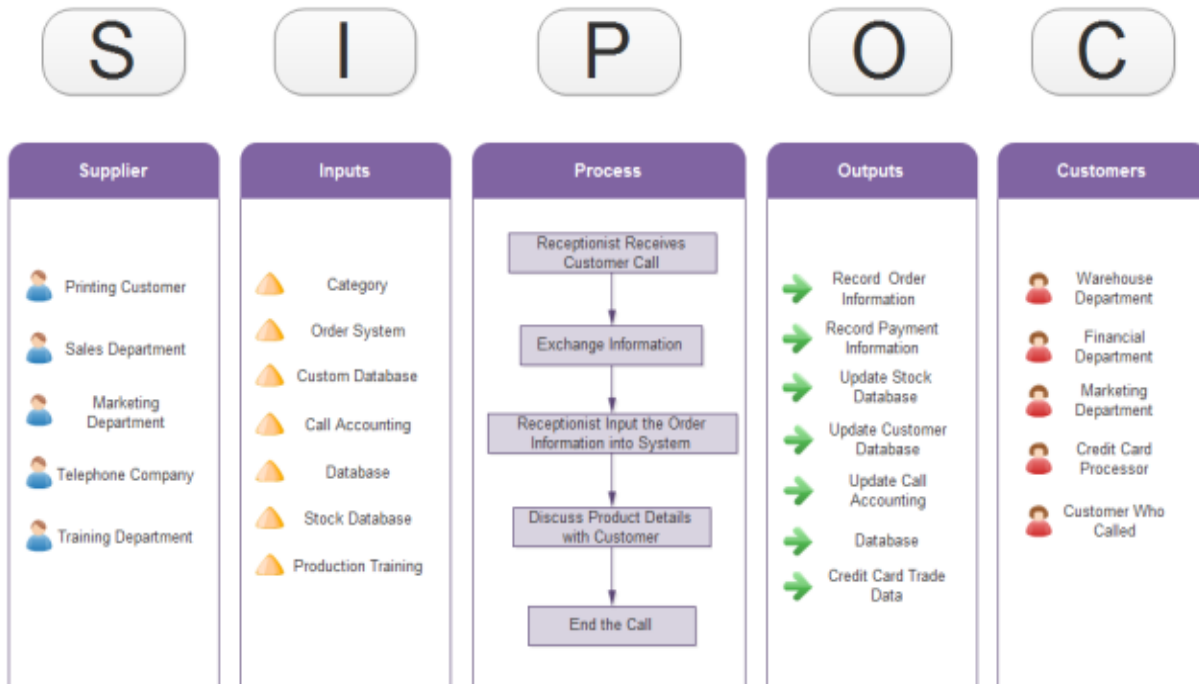 S
I
P
O
C
Supplier
Inputs
Process
Outputs
Customers
Printing Customer
Sales Department
Marketing
Department
Telephone Company
Training Department
Category
Order System
Custom Database
Call Accounting
Database
Stock Database
Production Training
Receptionist Receives
Customer Call
Exchange Information
Receptionist Input the Order
Information into System
Discuss Product Details
with Customer
End the Call
Record Order
Information
Record Payment
Information
Update Stock
Database
Update Customer
Database
Update Call
Accounting
Database
Credit Card Trade
Data
Warehouse
Department
Financial
Department
Marketing
Department
Credit Card
Processor
Customer Who
Called